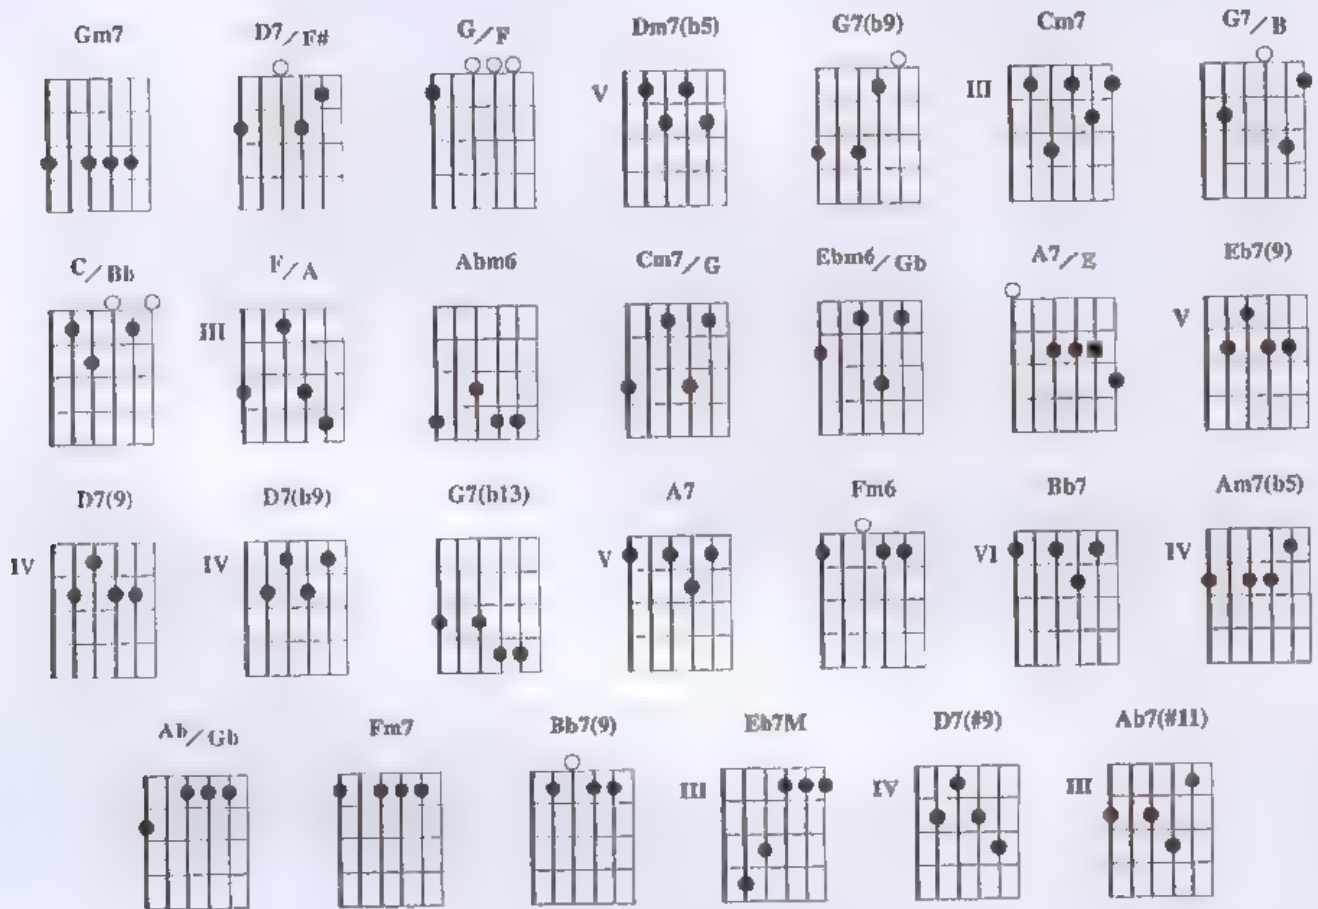 Gm7 D7/F# G/F Dm7(b5) G7(b9) Cm7 G7/B
V III
C/Bb F/A Abm6 Cm7/G Ebm6/Gb A7/E Eb7(9)
III V
D7(9) D7(b9) G7(b13) A7 Fm6 Bb7 Am7(b5)
IV IV V VI IV
Ab/Gb Fm7 Bb7(9) Eb7M D7(#9) Ab7(#11)
III IV III